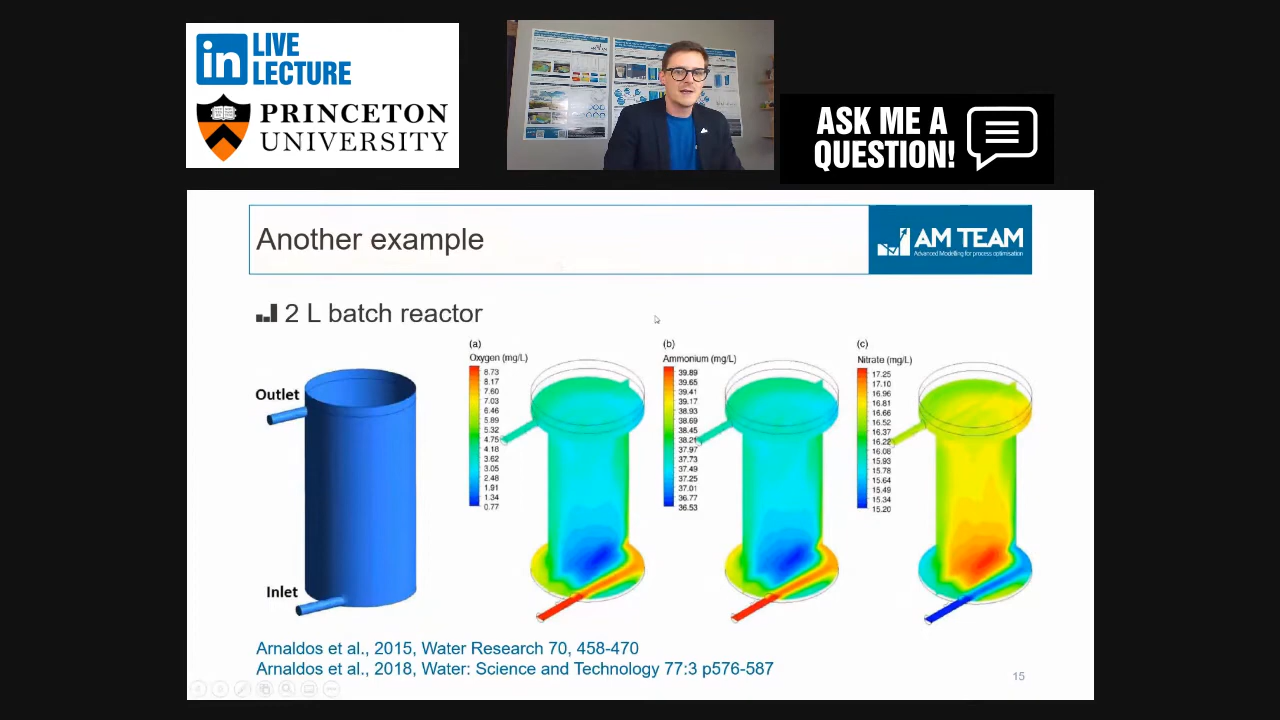 in LIVE
LECTURE
PRINCETON
UNIVERSITY
ASK ME A
QUESTION!
Another example
AM TEAM
Advanced Modelling for process optimisation
2 L batch reactor
Outlet
Inlet
(a)
Oxygen (mg/L)
8.73
8.17
7.60
7.03
6.46
5.89
5.32
4.75
4.18
3.62
3.05
2.48
1.91
1.34
0.77
(b)
Ammonium (mg/L)
39.89
39.65
39.41
39.17
38.93
38.69
38.45
38.21
37.97
37.73
37.49
37.25
37.01
36.77
36.53
(c)
Nitrate (mg/L)
17.25
17.10
16.96
16.81
16.66
16.52
16.37
16.22
16.08
15.93
15.78
15.64
15.49
15.34
15.20
Arnaldos et al., 2015, Water Research 70, 458-470
Arnaldos et al., 2018, Water: Science and Technology 77:3 p576-587
15